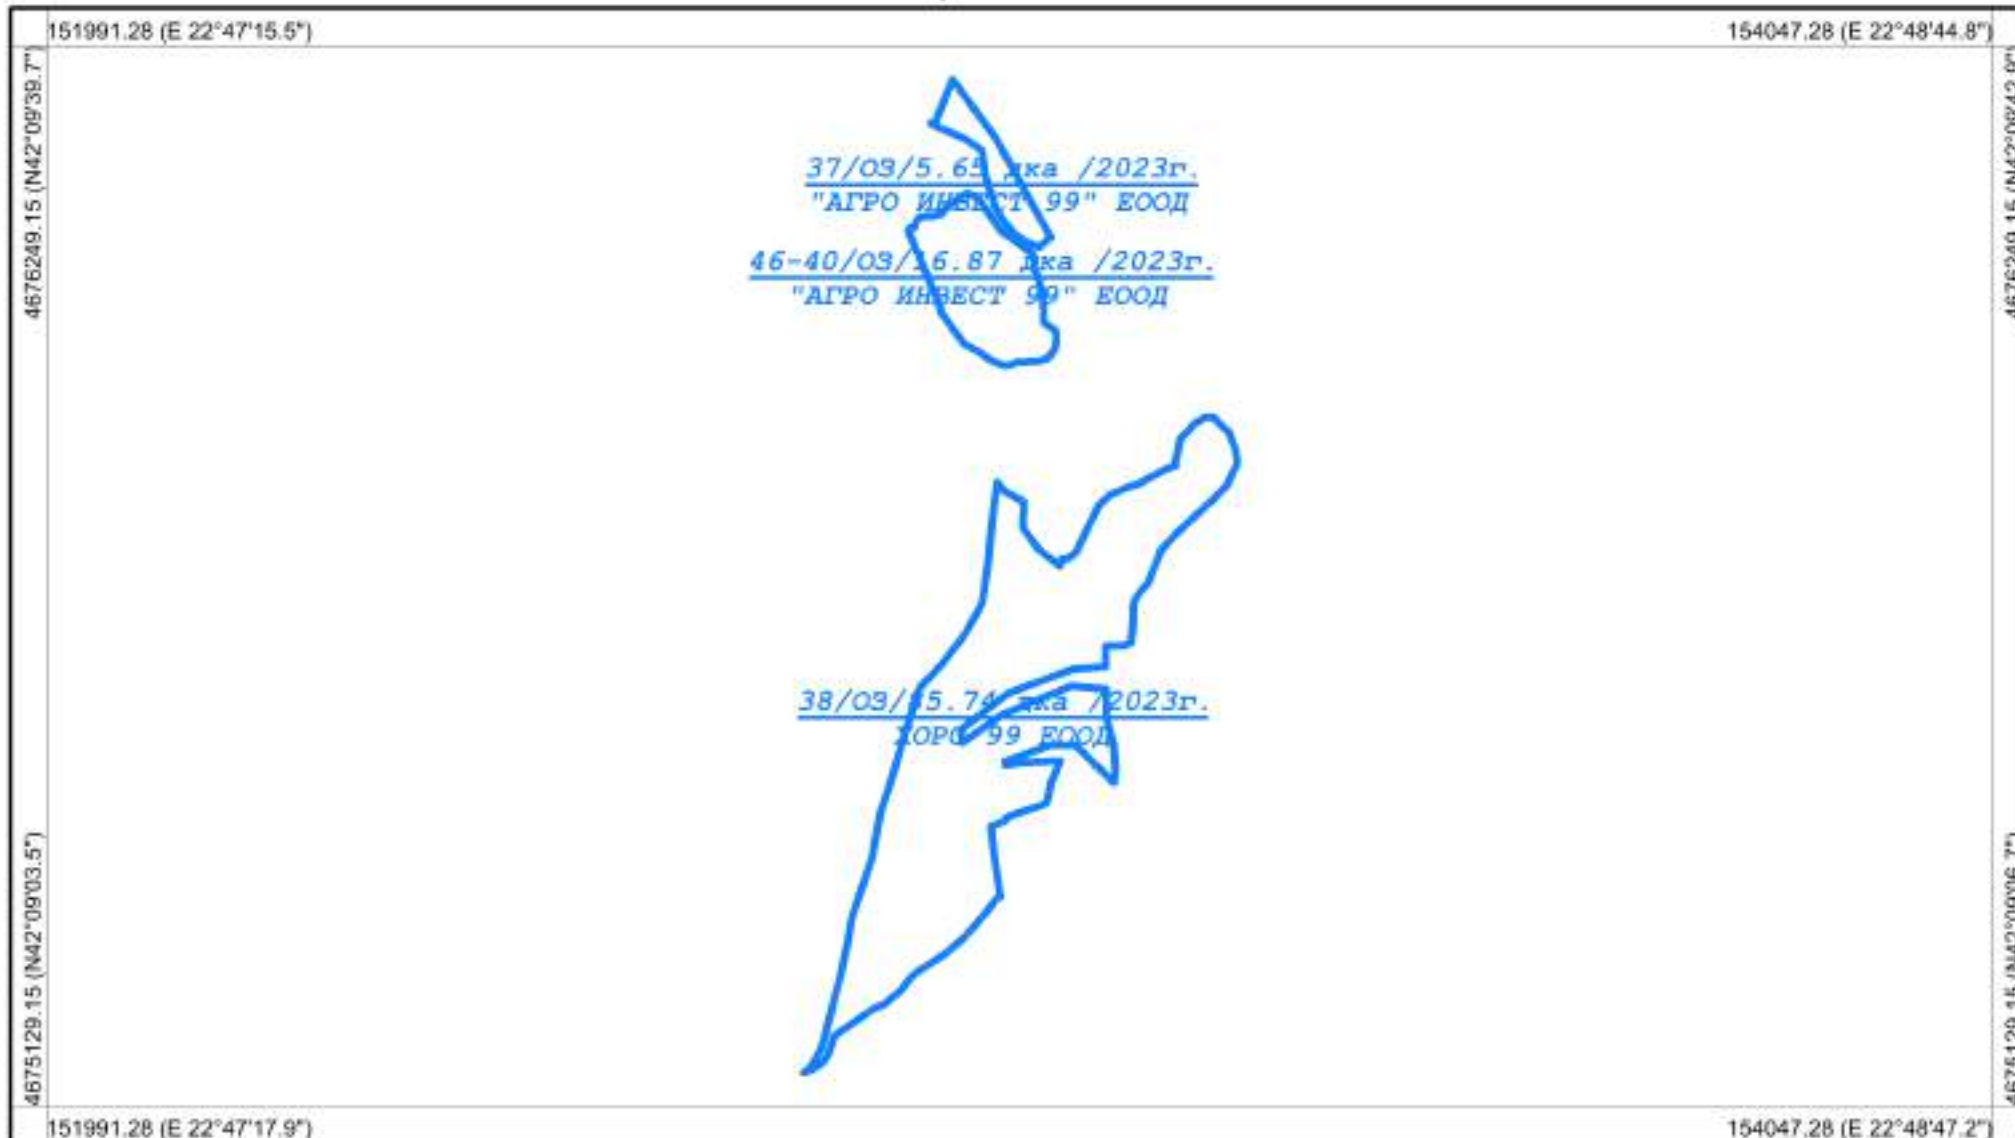 151991.28 (E 22°47'15.5")
154047.28 (E 22°48'44.8")
4676249.15 (N42°09'39.7")
37/ОЗ/5.65 дка /2023г.
"АГРО ИНВЕСТ 99" ЕООД
46-40/ОЗ/16.87 дка /2023г.
"АГРО ИНВЕСТ 99" ЕООД
38/ОЗ/ дка /2023г.
ХОРО 99 ЕООД
4675129.15 (N42°09'03.5")
151991.28 (E 22°47'17.9")
154047.28 (E 22°48'47.2")